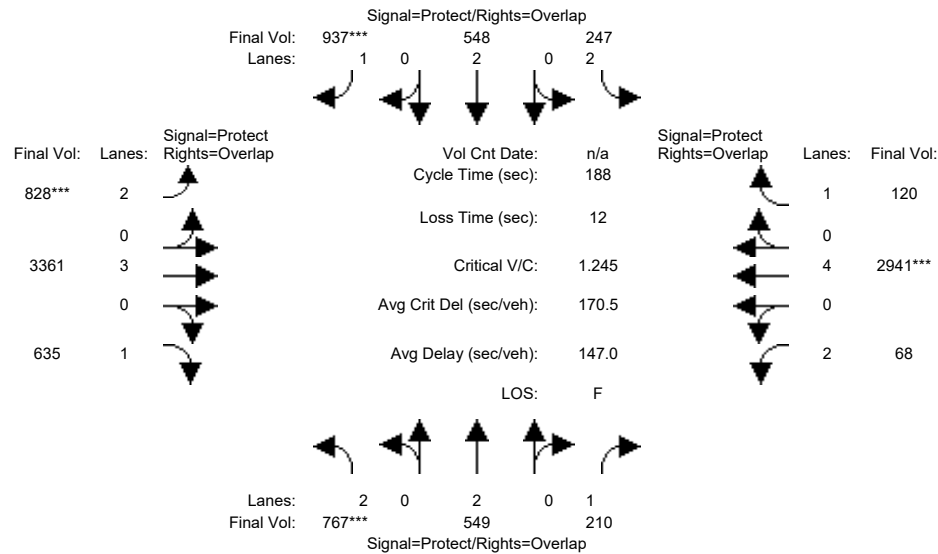 Signal=Protect/Rights=Overlap
Final Vol: 937*** 548 247
Lanes: 1 0 2 0 2
Signal=Protect Signal=Protect
Final Vol: Lanes: Rights=Overlap Vol Cnt Date: n/a Rights=Overlap Lanes: Final Vol:
Cycle Time (sec): 188
828*** 2 1 120
Loss Time (sec): 12
0 0
3361 3 Critical V/C: 1.245 4 2941***
0 Avg Crit Del (sec/veh): 170.5 0
635 1 Avg Delay (sec/veh): 147.0 2 68
LOS: F
Lanes: 2 0 2 0 1
Final Vol: 767*** 549 210
Signal=Protect/Rights=Overlap